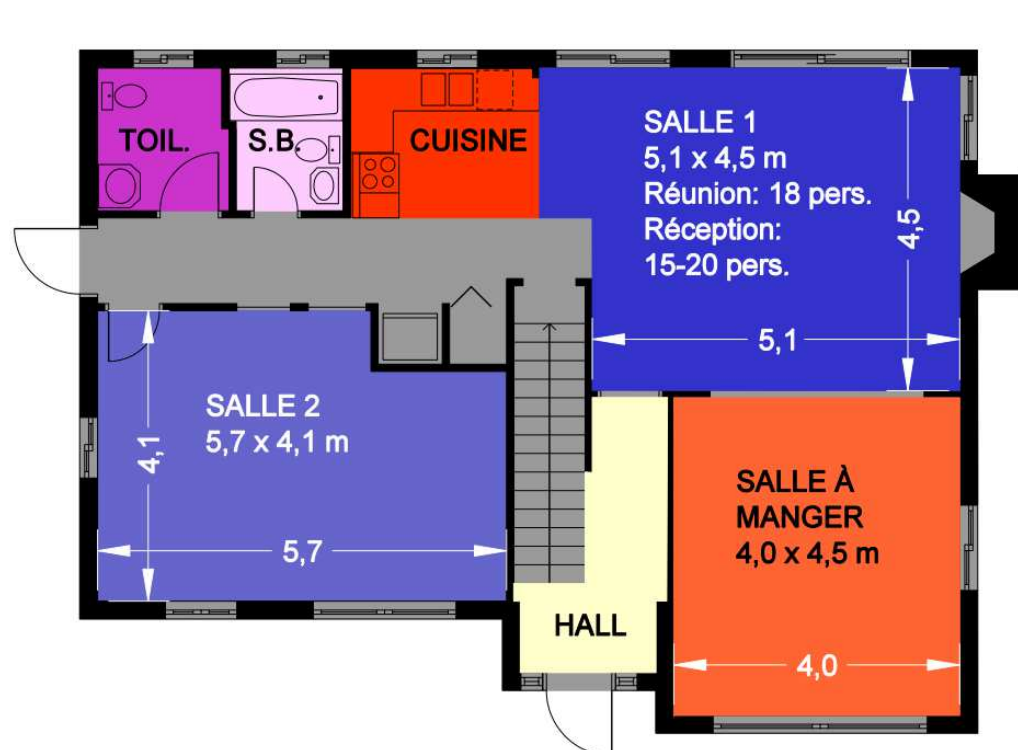 TOIL.
S.B.
CUISINE
SALLE 1
5,1 x 4,5 m
Réunion: 18 pers.
Réception:
15-20 pers.
4,5
5,1
SALLE 2
5,7 x 4,1 m
4,1
5,7
SALLE À
MANGER
4,0 x 4,5 m
HALL
4,0